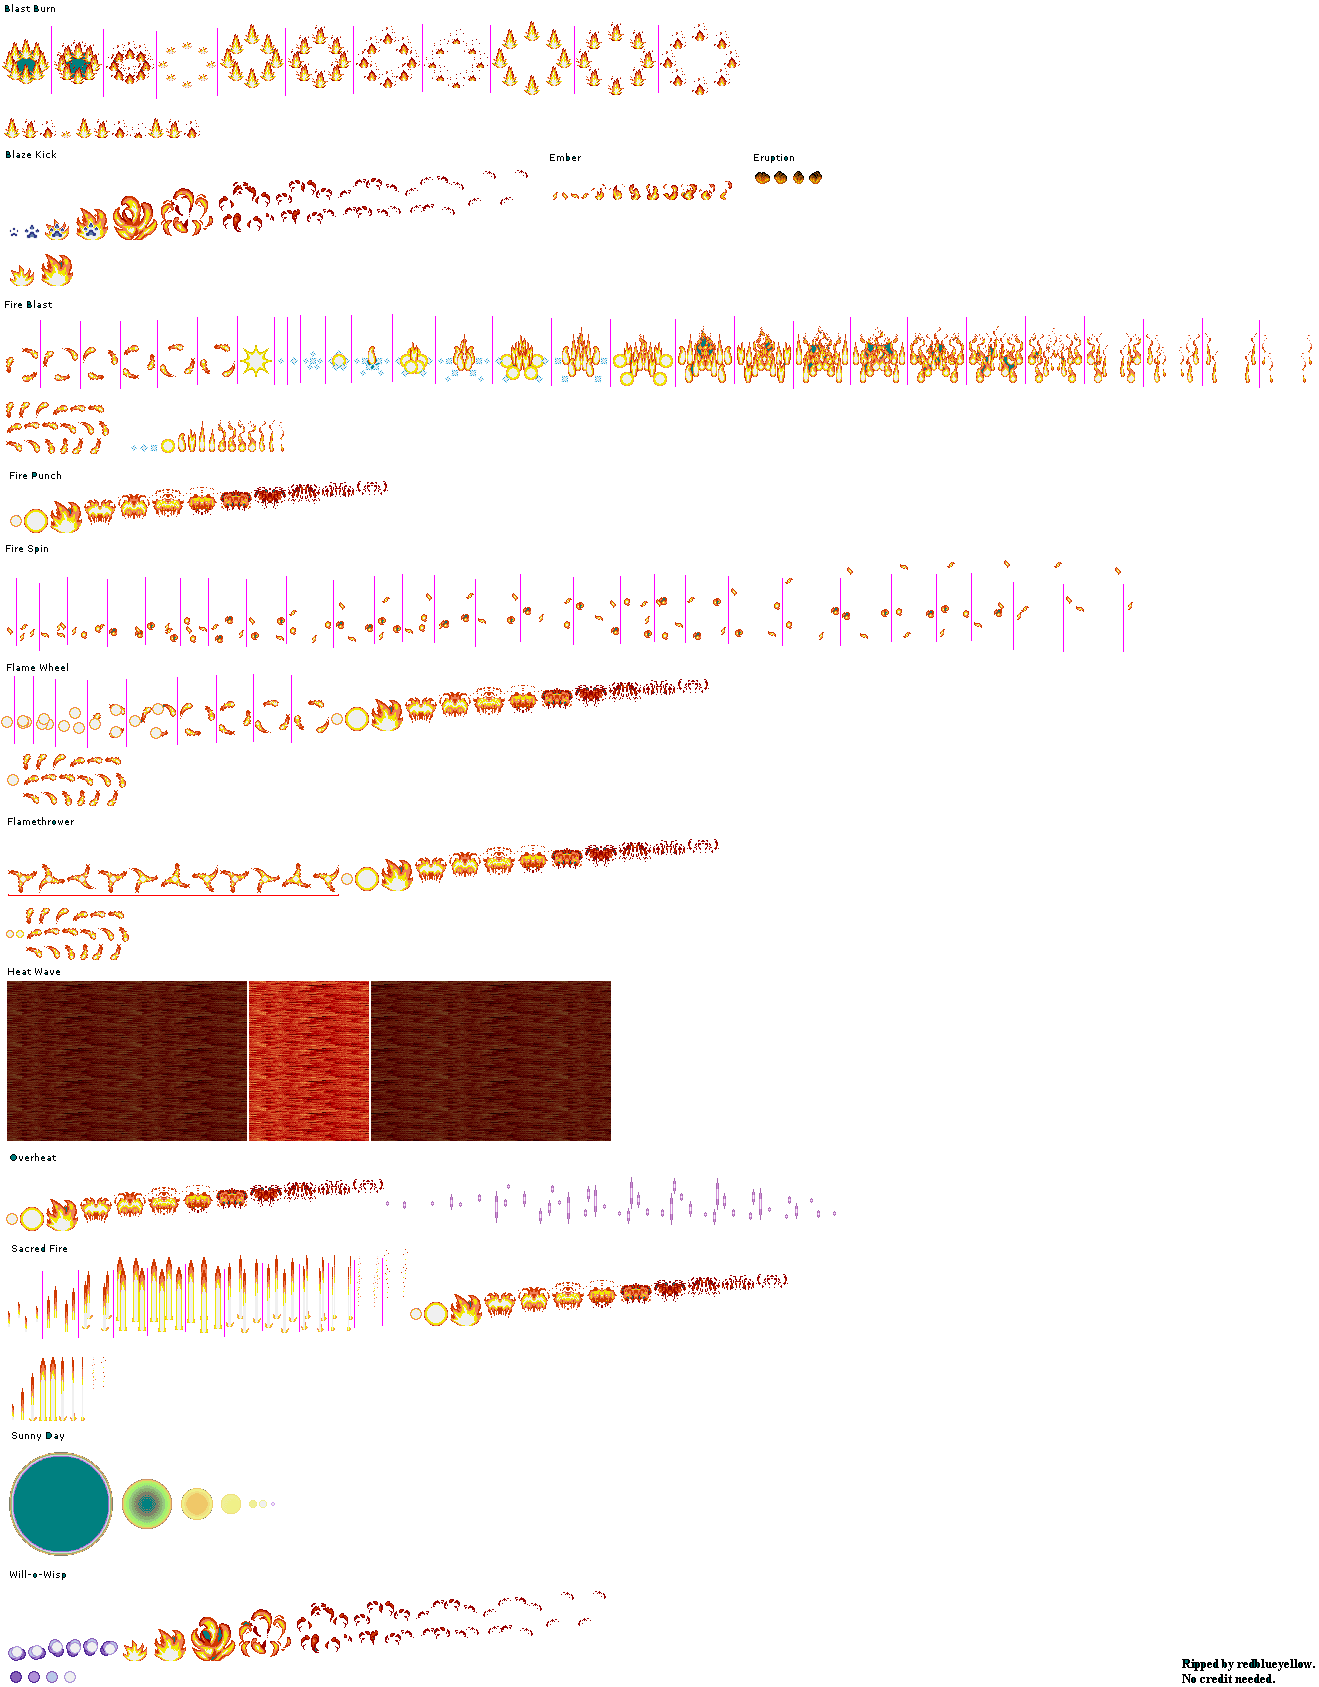 Blast Burn
Blaze Kick
Ember
Eruption
Fire Blast
Fire Punch
Fire Spin
Flame Wheel
Flamethrower
Heat Wave
Overheat
Sacred Fire
Sunny Day
Will-o-Wisp
Ripped by redblueyellow.
No credit needed.